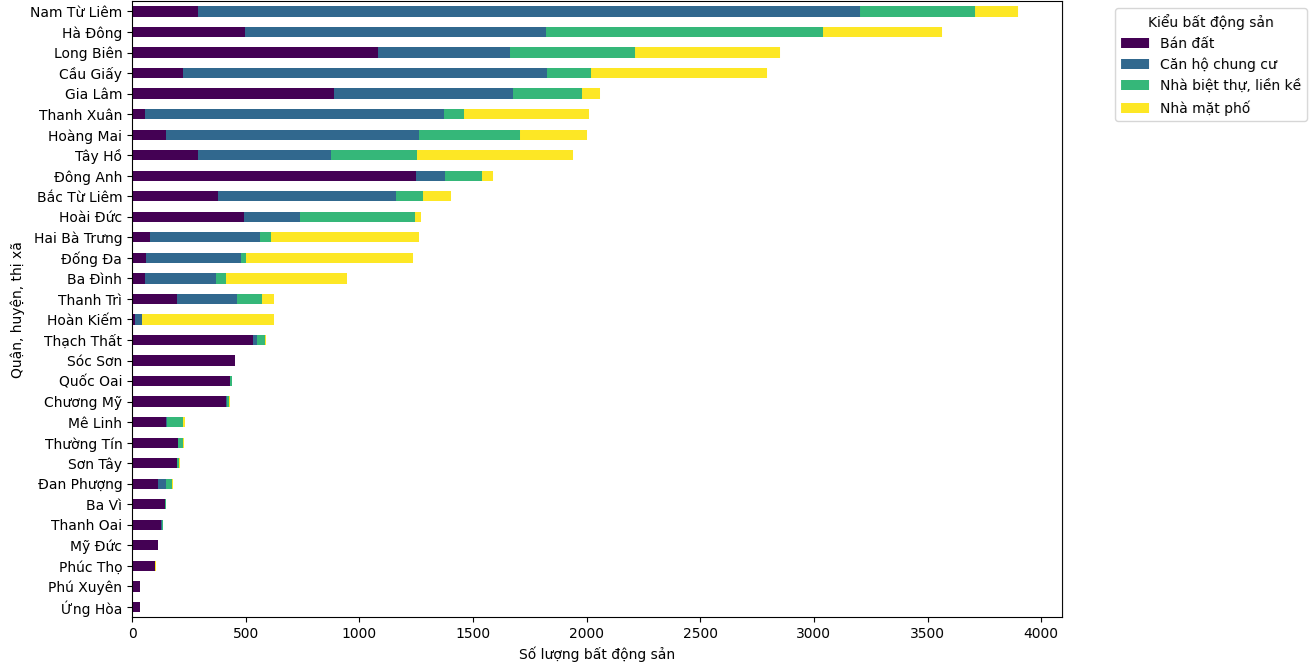 Kiểu bất động sản
Bán đất
Căn hộ chung cư
Nhà biệt thự, liền kề
Nhà mặt phố
Quận, huyện, thị xã
Nam Từ Liêm
Hà Đông
Long Biên
Cầu Giấy
Gia Lâm
Thanh Xuân
Hoàng Mai
Tây Hồ
Đông Anh
Bắc Từ Liêm
Hoài Đức
Hai Bà Trưng
Đống Đa
Ba Đình
Thanh Trì
Hoàn Kiếm
Thạch Thất
Sóc Sơn
Quốc Oai
Chương Mỹ
Mê Linh
Thường Tín
Sơn Tây
Đan Phượng
Ba Vì
Thanh Oai
Mỹ Đức
Phúc Thọ
Phú Xuyên
Ứng Hòa
0 500 1000 1500 2000 2500 3000 3500 4000
Số lượng bất động sản